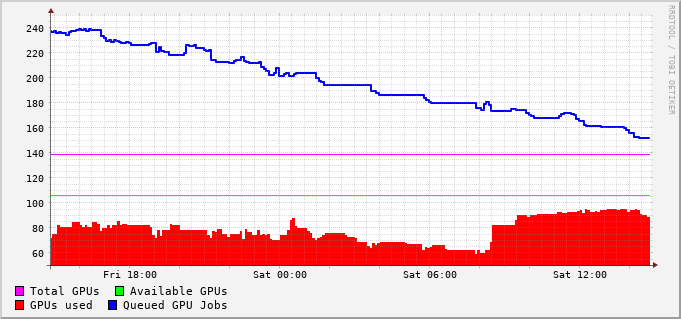 240
220
200
180
160
140
120
100
80
60
Fri 18:00 Sat 00:00 Sat 06:00 Sat 12:00
Total GPUs Available GPUs
GPUs used Queued GPU Jobs
RRDTOOL / TOBI OETIKER